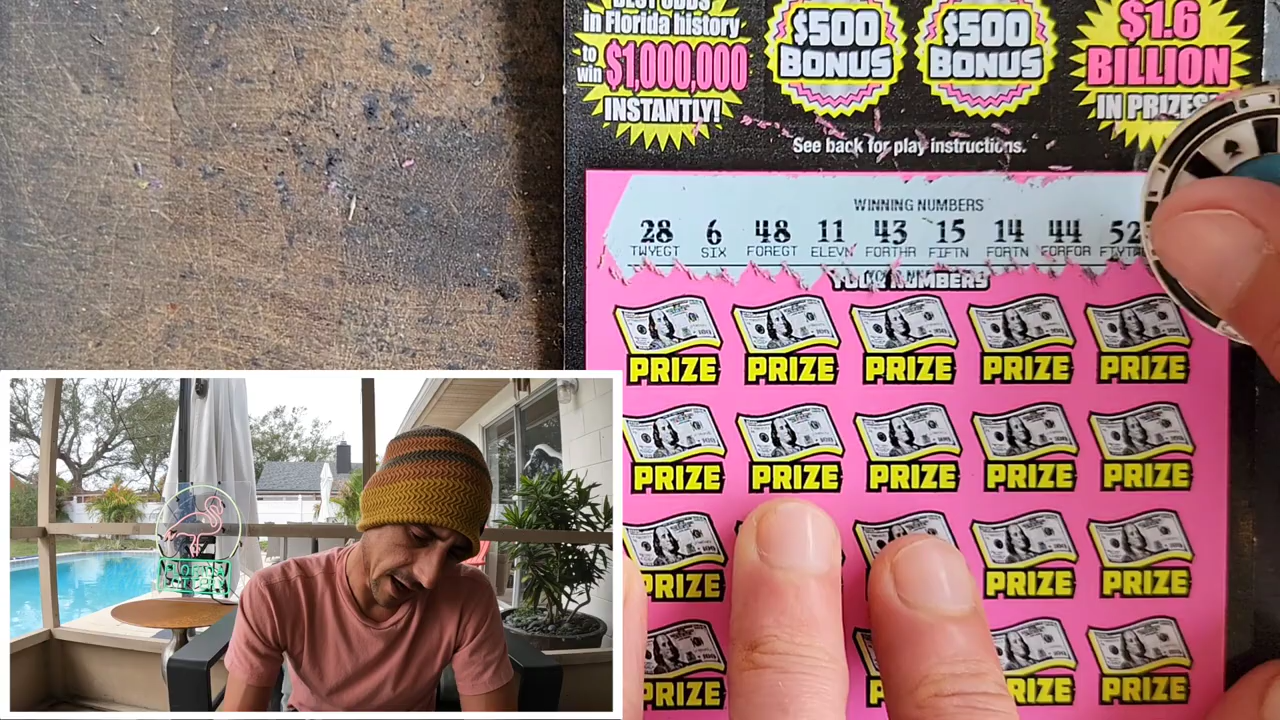 BEST ODDS
in Florida history
to win $1,000,000
INSTANTLY!
$500 BONUS
$500 BONUS
$1.6
BILLION
IN PRIZES!
See back for play instructions.
WINNING NUMBERS
28 6 48 11 43 15 14 44 52
TWYEGT SIX FOREGT ELEVN FORTHR FIFTN FORTN FORFOR
YOUR NUMBERS
PRIZE PRIZE PRIZE PRIZE PRIZE
PRIZE PRIZE PRIZE PRIZE PRIZE
PRIZE PRIZE PRIZE
PRIZE PRIZE PRIZE